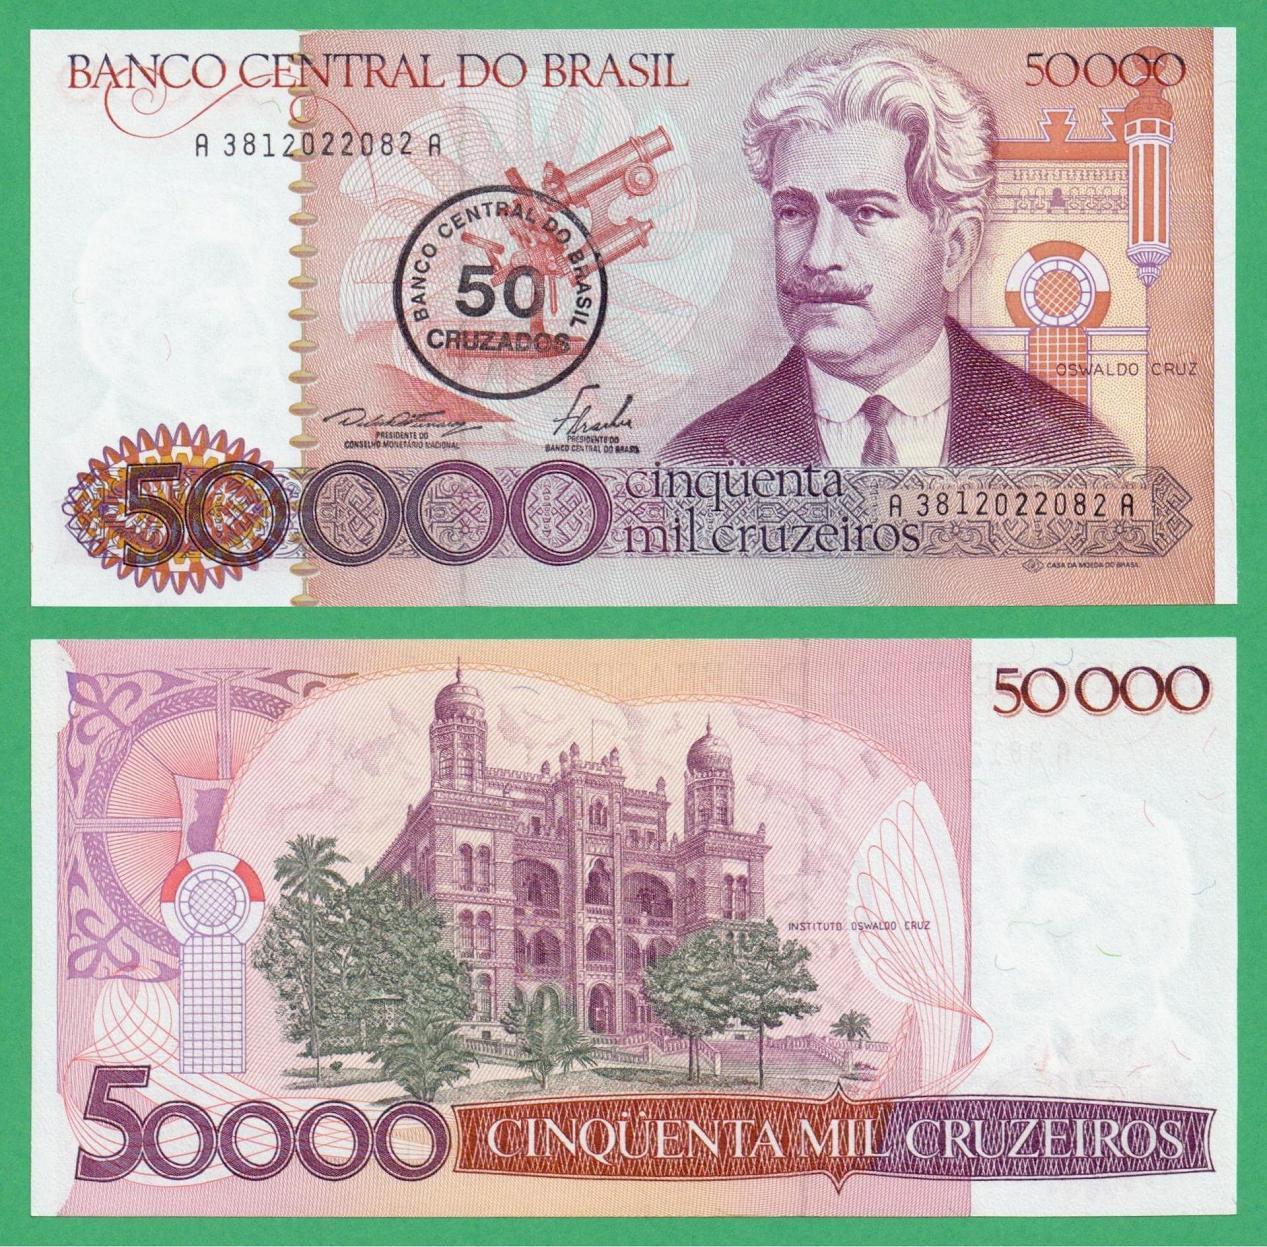 BANCO CENTRAL DO BRASIL
50000
A 3812022082 A
BANCO CENTRAL DO BRASIL
50
CRUZADOS
OSWALDO CRUZ
PRESIDENTE DO
CONSELHO MONETÁRIO NACIONAL
PRESIDENTE DO
BANCO CENTRAL DO BRASIL
50000
cinqüenta
mil cruzeiros
A 3812022082 A
CASA DA MOEDA DO BRASIL
50000
INSTITUTO OSWALDO CRUZ
50000
CINQÜENTA MIL CRUZEIROS